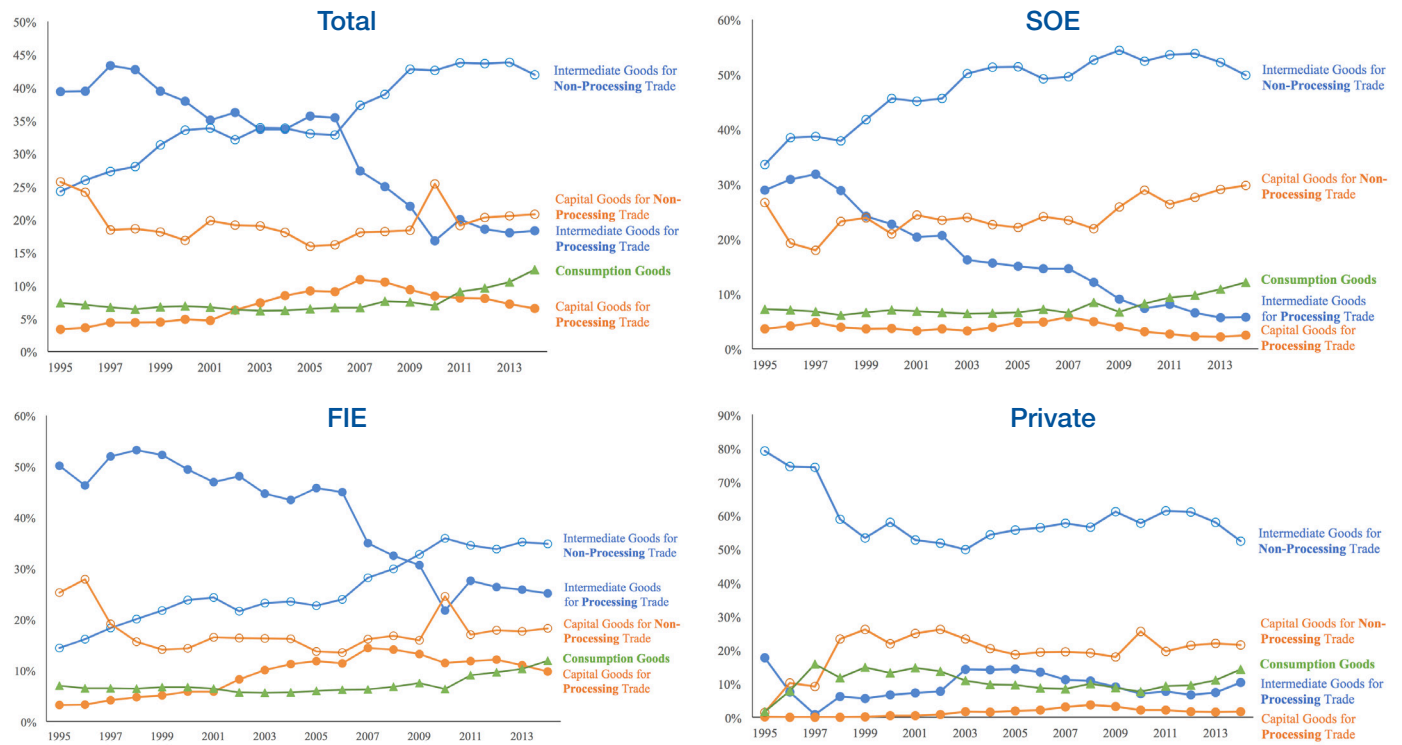 Total
50%
45%
40%
35%
30%
25%
20%
15%
10%
5%
0%
1995 1997 1999 2001 2003 2005 2007 2009 2011 2013
Intermediate Goods for
Non-Processing Trade
Capital Goods for Non-
Processing Trade
Intermediate Goods for
Processing Trade
Consumption Goods
Capital Goods for
Processing Trade
SOE
60%
50%
40%
30%
20%
10%
0%
1995 1997 1999 2001 2003 2005 2007 2009 2011 2013
Intermediate Goods for
Non-Processing Trade
Capital Goods for Non-
Processing Trade
Consumption Goods
Intermediate Goods
for Processing Trade
Capital Goods for
Processing Trade
FIE
60%
50%
40%
30%
20%
10%
0%
1995 1997 1999 2001 2003 2005 2007 2009 2011 2013
Intermediate Goods for
Non-Processing Trade
Intermediate Goods
for Processing Trade
Capital Goods for Non-
Processing Trade
Consumption Goods
Capital Goods for
Processing Trade
Private
90%
80%
70%
60%
50%
40%
30%
20%
10%
0%
1995 1997 1999 2001 2003 2005 2007 2009 2011 2013
Intermediate Goods for
Non-Processing Trade
Capital Goods for Non-
Processing Trade
Consumption Goods
Intermediate Goods for
Processing Trade
Capital Goods for
Processing Trade